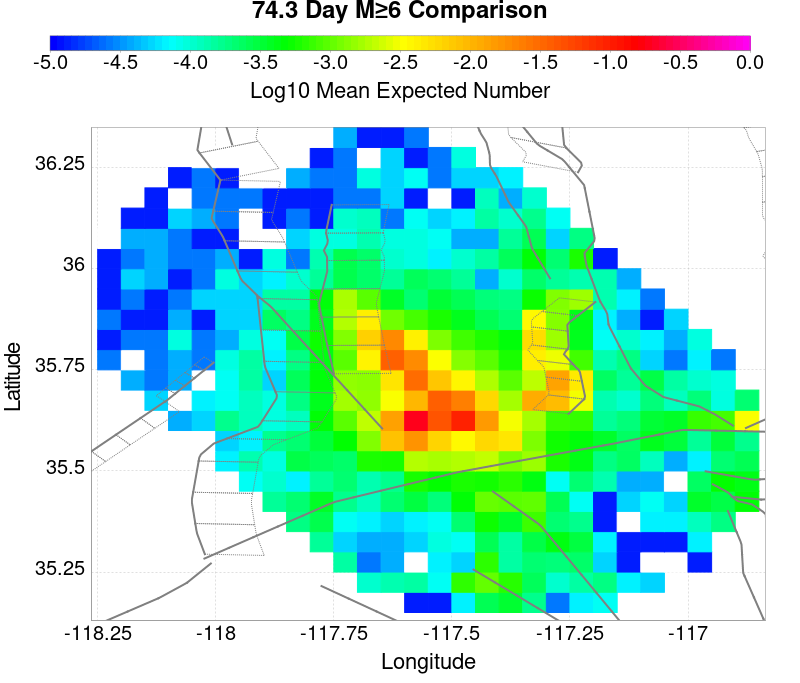 74.3 Day M≥6 Comparison
-5.0 -4.5 -4.0 -3.5 -3.0 -2.5 -2.0 -1.5 -1.0 -0.5 0.0
Log10 Mean Expected Number
36.25
36
35.75
35.5
35.25
Latitude
-118.25 -118 -117.75 -117.5 -117.25 -117
Longitude